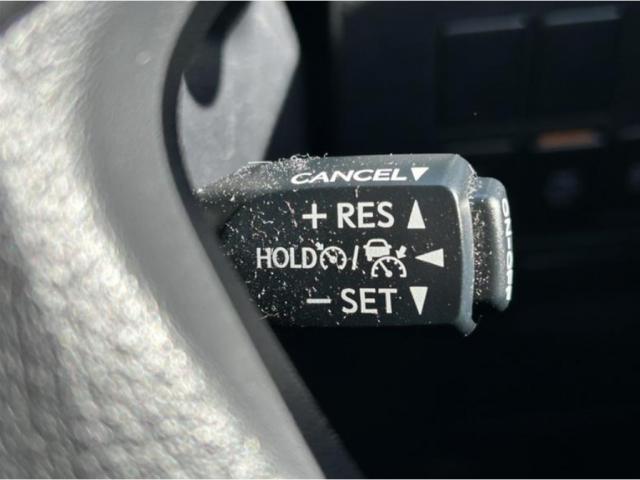 CANCEL▼
+ RES ▲
HOLD / ◀
− SET ▼
ON·OFF